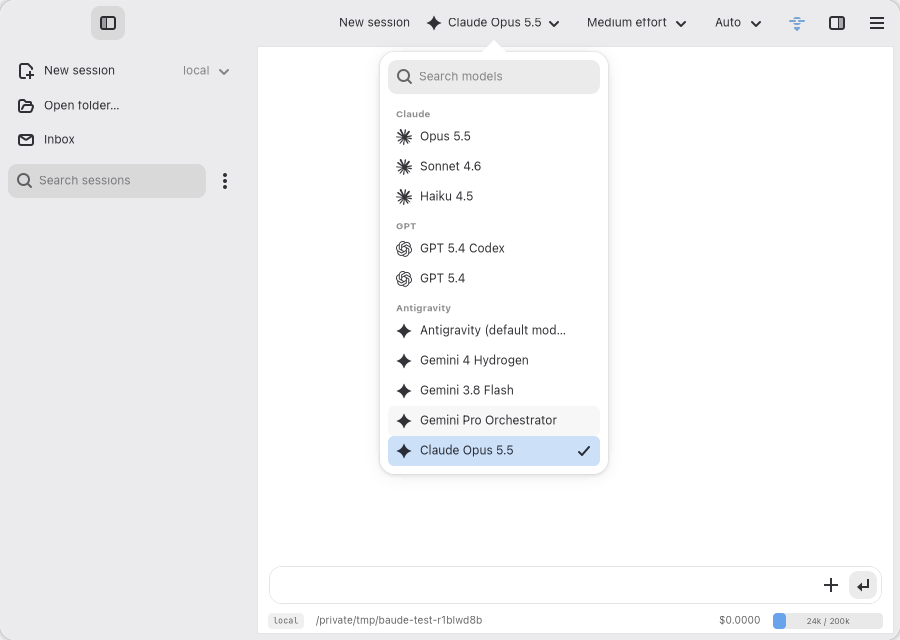 New session
Claude Opus 5.5
Medium effort
Auto
New session
local
Open folder...
Inbox
Search sessions
Search models
Claude
Opus 5.5
Sonnet 4.6
Haiku 4.5
GPT
GPT 5.4 Codex
GPT 5.4
Antigravity
Antigravity (default mod...
Gemini 4 Hydrogen
Gemini 3.8 Flash
Gemini Pro Orchestrator
Claude Opus 5.5
local
/private/tmp/baude-test-r1blwd8b
$0.0000
24k / 200k